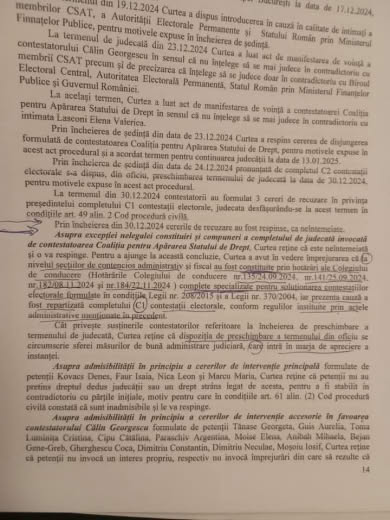 București la data de 17.12.2024,
din 19.12.2024 Curtea a dispus introducerea în cauză în calitate de intimați a
membrilor CSAT, a Autorității Electorale Permanente și Statului Român prin Ministerul
Finanțelor Publice, pentru motivele expuse în încheierea de ședință.
La termenul de judecată din 23.12.2024 Curtea a luat act de manifestarea de voință a
contestatorului Călin Georgescu în sensul că nu înțelege să se mai judece în contradictoriu cu
membrii CSAT precum și de precizarea că înțelege să se judece doar în contradictoriu cu Biroul
Electoral Central, Autoritatea Electorală Permanentă, Statul Român prin Ministerul Finanțelor
Publice și Guvernul României.
La același termen, Curtea a luat act de manifestarea de voință a contestatoarei Coaliția
pentru Apărarea Statului de Drept în sensul că nu înțelege să se mai judece în contradictoriu cu
intimata Lasconi Elena Valerica.
Prin încheierea de ședință din data de 23.12.2024 Curtea a respins cererea de disjungere
formulată de contestatoarea Coaliția pentru Apărarea Statului de Drept, pentru motivele expuse în
acest act procedural și a acordat termen pentru continuarea judecății la data de 13.01.2025.
Prin încheierea de ședință din data de 24.12.2024 pronunțată de completul C2 contestații
electorale s-a dispus, din oficiu, preschimbarea termenului de judecată la data de 30.12.2024,
pentru motivele expuse în acest act procedural.
La termenul din 30.12.2024 contestatorii au formulat 3 cereri de recuzare în privința
președintelui completului C1 contestații electorale, judecata desfășurându-se la acest termen în
condițiile art. 49 alin. 2 Cod procedură civilă.
Prin încheierea din 30.12.2024 cererile de recuzare au fost respinse, ca neîntemeiate.
Asupra excepției nelegalei constituiri și compuneri a completului de judecată invocată
de contestatoarea Coaliția pentru Apărarea Statului de Drept, Curtea reține că este neîntemeiată
și o va respinge. Pentru a ajunge la această concluzie, Curtea a avut în vedere împrejurarea că la
nivelul secțiilor de contencios administrativ și fiscal au fost constituite prin hotărâri ale Colegiului
de conducere (Hotărârile Colegiului de conducere nr.135/24.09.2024, nr.141/25.09.2024,
nr.182/08.11.2024 și nr.184/22.11.2024) complete specializate pentru soluționarea contestațiilor
electorale formulate în condițiile Legii nr. 208/2015 și a Legii nr. 370/2004, iar prezenta cauză a
fost repartizată completului C1 contestații electorale, conform regulilor instituite prin actele
administrative menționate în precedent.
Cât privește susținerile contestatorilor referitoare la încheierea de preschimbare a
termenului de judecată, Curtea reține că dispoziția de preschimbare a termenului din oficiu se
circumscrie sferei măsurilor de bună administrare judiciară, care intră în marja de apreciere a
instanței.
Asupra admisibilității în principiu a cererilor de intervenție principală formulate de
petenții Kovacs Denes, Faur Isaia, Nica Leon și Marcu Maria, Curtea reține că petenții nu au
pretins dreptul dedus judecății sau un drept strâns legat de acesta, pentru a fi stabilit în
contradictoriu cu părțile inițiale, motiv pentru care în condițiile art. 61 alin. (2) Cod procedură
civilă constată că sunt inadmisibile și le va respinge.
Asupra admisibilității în principiu a cererilor de intervenție accesorie în favoarea
contestatorului Călin Georgescu formulate de petenții Tănase Georgeta, Guis Aurelia, Toma
Luminița Cristina, Cipu Cătălina, Paraschiv Argentina, Moise Elena, Anibah Mihaela, Bejan
Gene-Greb, Gherghescu Coca, Dimitriu Constantin, Dimitriu Neculae, Moșoiu Iosif, Curtea reține
că petenții nu invocă un interes propriu, respectiv nu invocă împrejurări din care să rezulte că
14